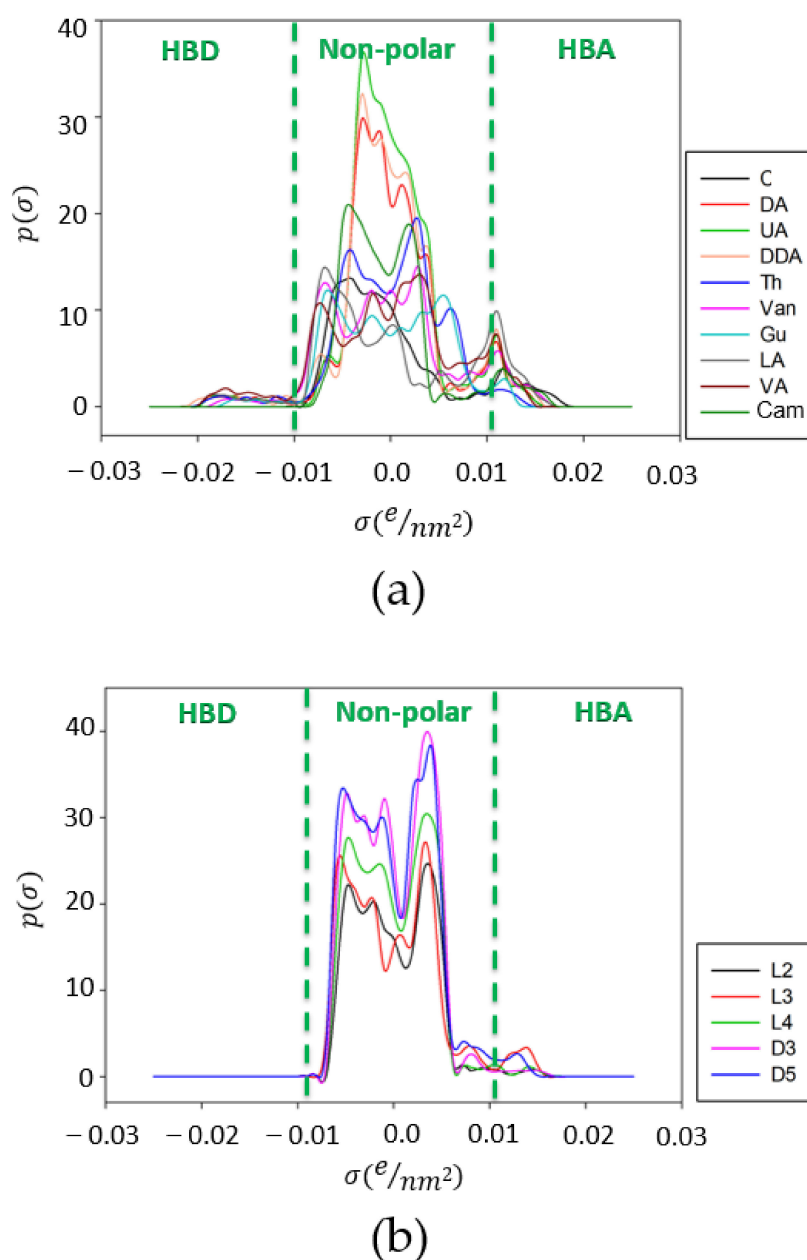 HBD Non-polar HBA
40
30
20
10
0
p(σ)
−0.03 −0.02 −0.01 0.0 0.01 0.02 0.03
σ(e/nm²)
C
DA
UA
DDA
Th
Van
Gu
LA
VA
Cam
(a)
HBD Non-polar HBA
40
30
20
10
0
p(σ)
−0.03 −0.02 −0.01 0.0 0.01 0.02 0.03
σ(e/nm²)
L2
L3
L4
D3
D5
(b)